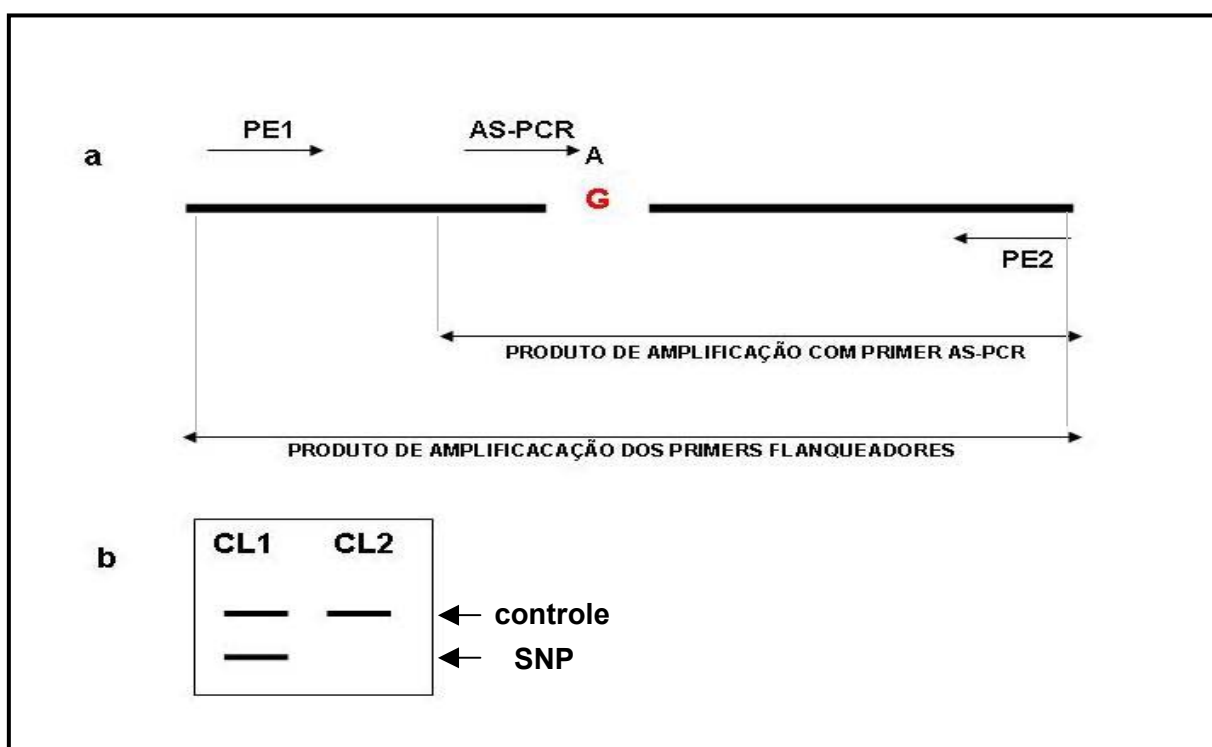 PE1 AS-PCR
a A
G
PE2
PRODUTO DE AMPLIFICAÇÃO COM PRIMER AS-PCR
PRODUTO DE AMPLIFICACAÇÃO DOS PRIMERS FLANQUEADORES
b CL1 CL2
controle
SNP